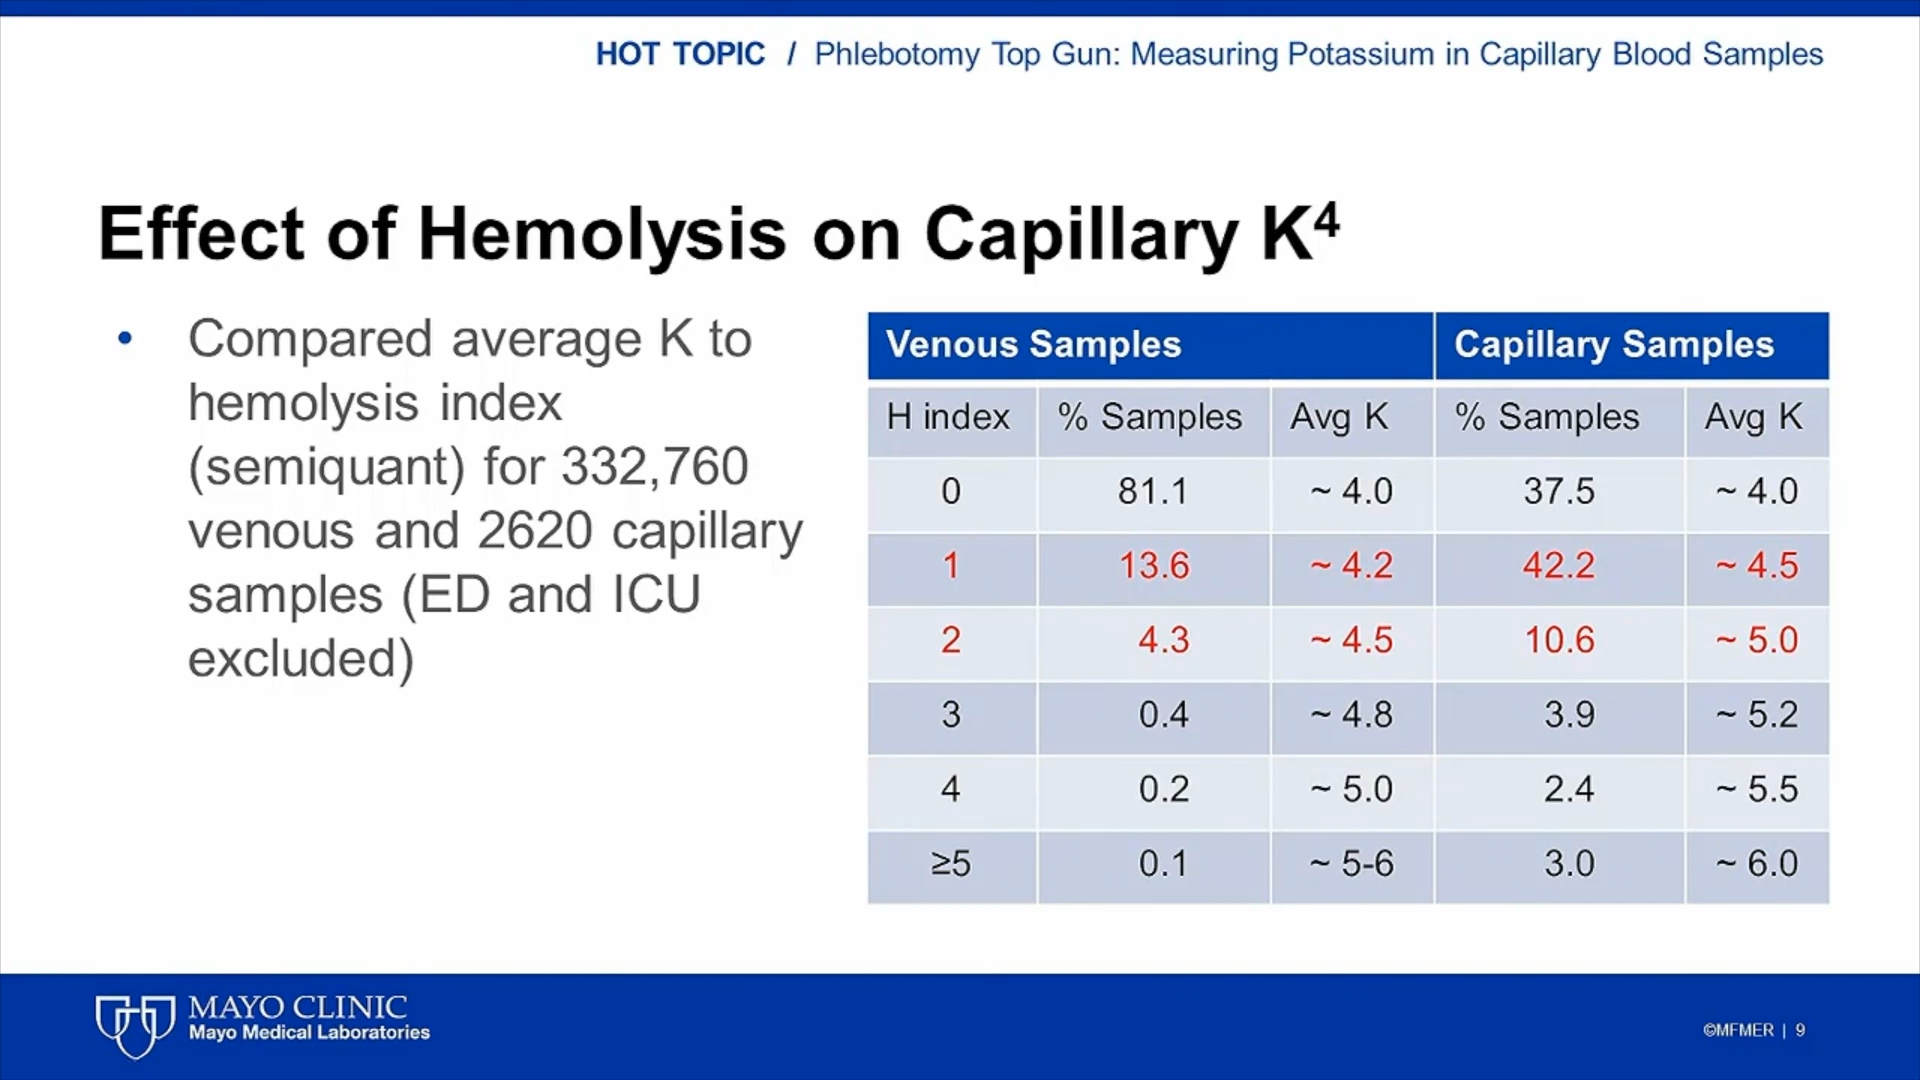 HOT TOPIC / Phlebotomy Top Gun: Measuring Potassium in Capillary Blood Samples
Effect of Hemolysis on Capillary K⁴
• Compared average K to
hemolysis index
(semiquant) for 332,760
venous and 2620 capillary
samples (ED and ICU
excluded)
Venous Samples Capillary Samples
H index % Samples Avg K % Samples Avg K
0 81.1 ~ 4.0 37.5 ~ 4.0
1 13.6 ~ 4.2 42.2 ~ 4.5
2 4.3 ~ 4.5 10.6 ~ 5.0
3 0.4 ~ 4.8 3.9 ~ 5.2
4 0.2 ~ 5.0 2.4 ~ 5.5
≥5 0.1 ~ 5-6 3.0 ~ 6.0
MAYO CLINIC
Mayo Medical Laboratories
©MFMER | 9